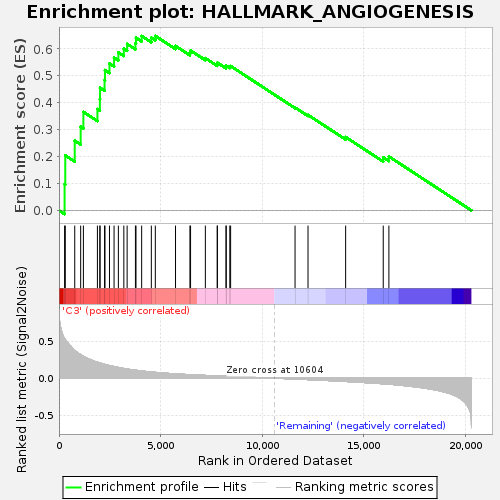 Enrichment plot: HALLMARK_ANGIOGENESIS
Enrichment score (ES)
0.6
0.5
0.4
0.3
0.2
0.1
0.0
'C3' (positively correlated)
Ranked list metric (Signal2Noise)
0.5
0.0
-0.5
Zero cross at 10604
'Remaining' (negatively correlated)
0
5,000
10,000
15,000
20,000
Rank in Ordered Dataset
Enrichment profile
Hits
Ranking metric scores